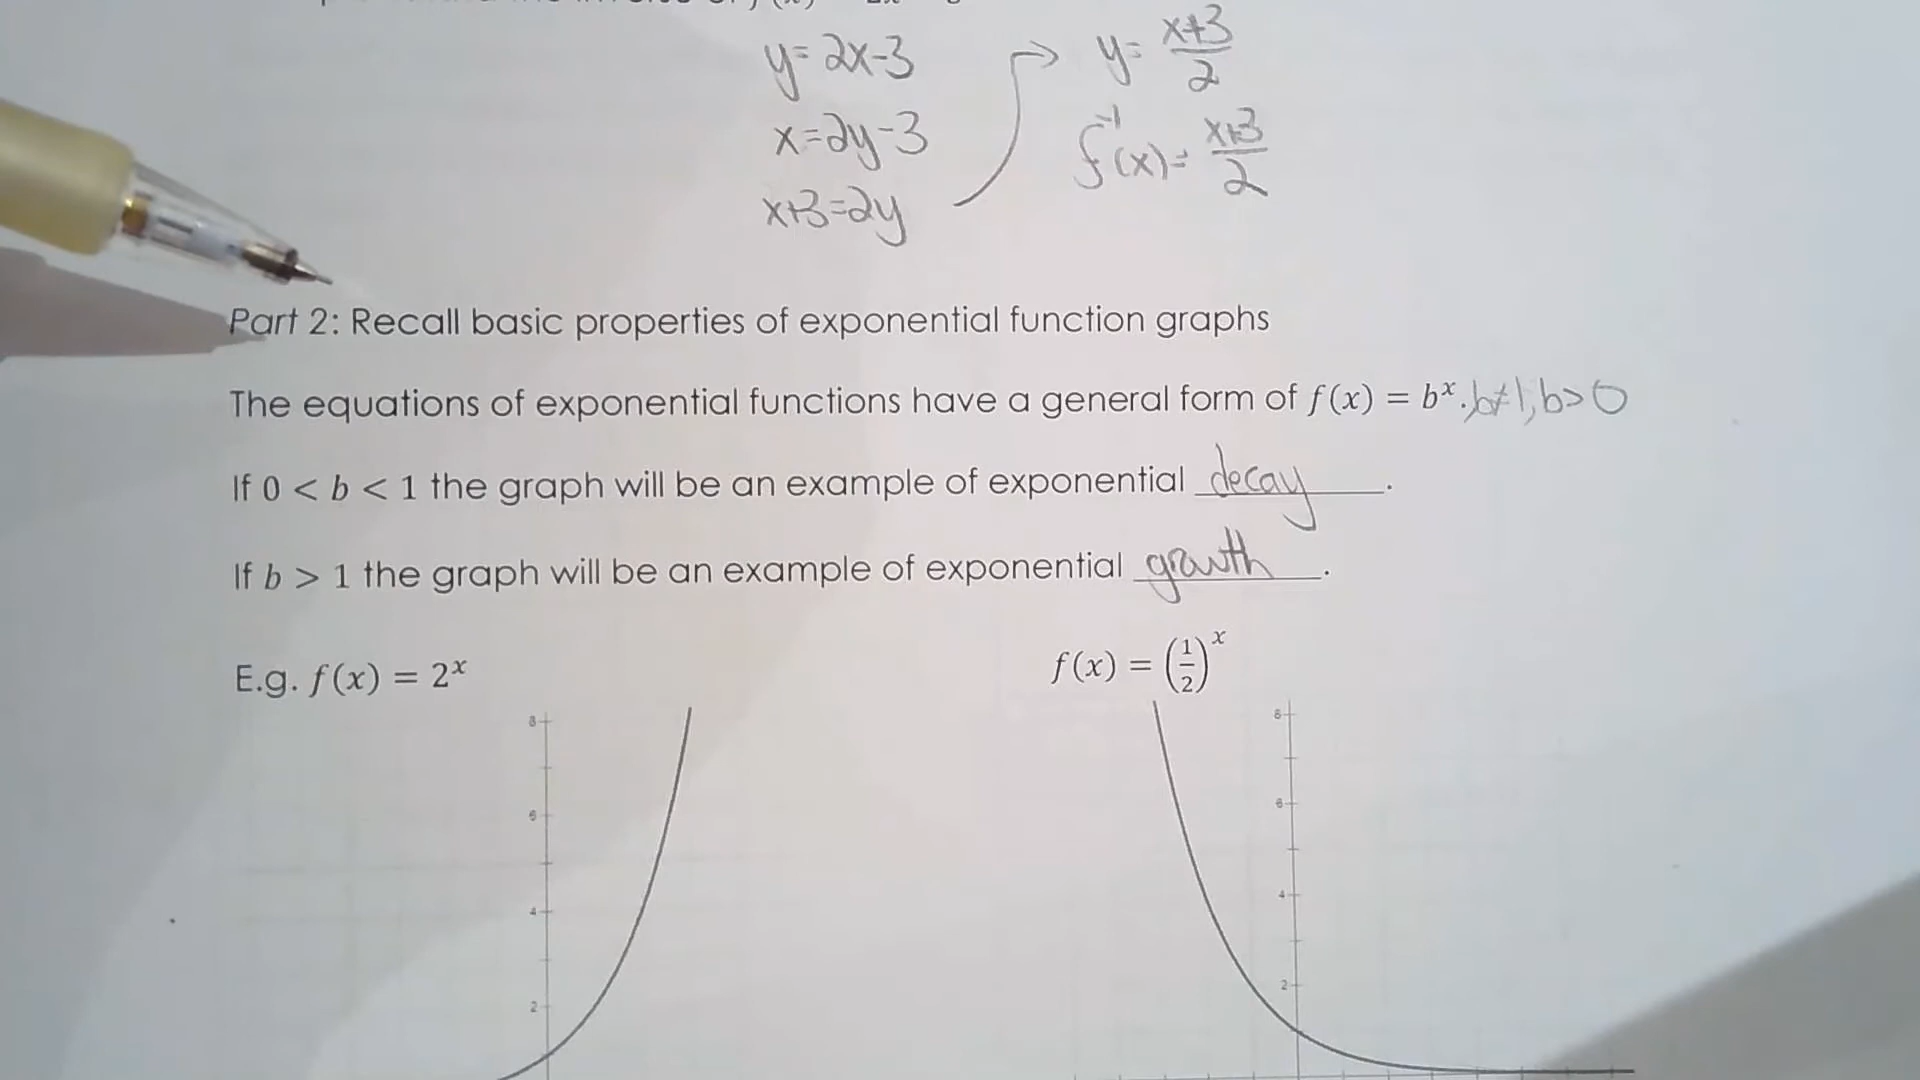 y=2x-3
x=2y-3
x+3=2y
y= x+3/2
f⁻¹(x)= x+3/2
Part 2: Recall basic properties of exponential function graphs
The equations of exponential functions have a general form of f(x) = bˣ. b≠1, b>0
If 0 < b < 1 the graph will be an example of exponential decay.
If b > 1 the graph will be an example of exponential growth.
E.g. f(x) = 2ˣ
f(x) = (1/2)ˣ
8
6
4
2
6
4
2